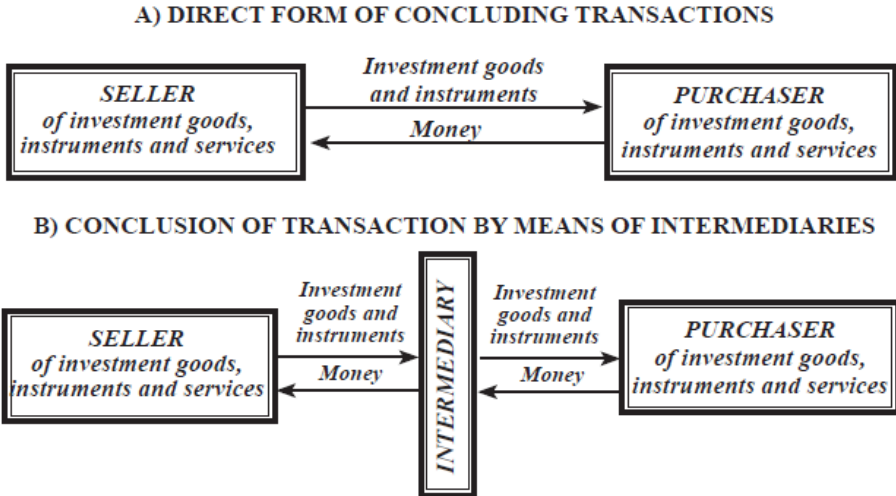 A) DIRECT FORM OF CONCLUDING TRANSACTIONS
SELLER
of investment goods,
instruments and services
Investment goods
and instruments
Money
PURCHASER
of investment goods,
instruments and services
B) CONCLUSION OF TRANSACTION BY MEANS OF INTERMEDIARIES
SELLER
of investment goods,
instruments and services
Investment
goods and
instruments
Money
INTERMEDIARY
Investment
goods and
instruments
Money
PURCHASER
of investment goods,
instruments and services